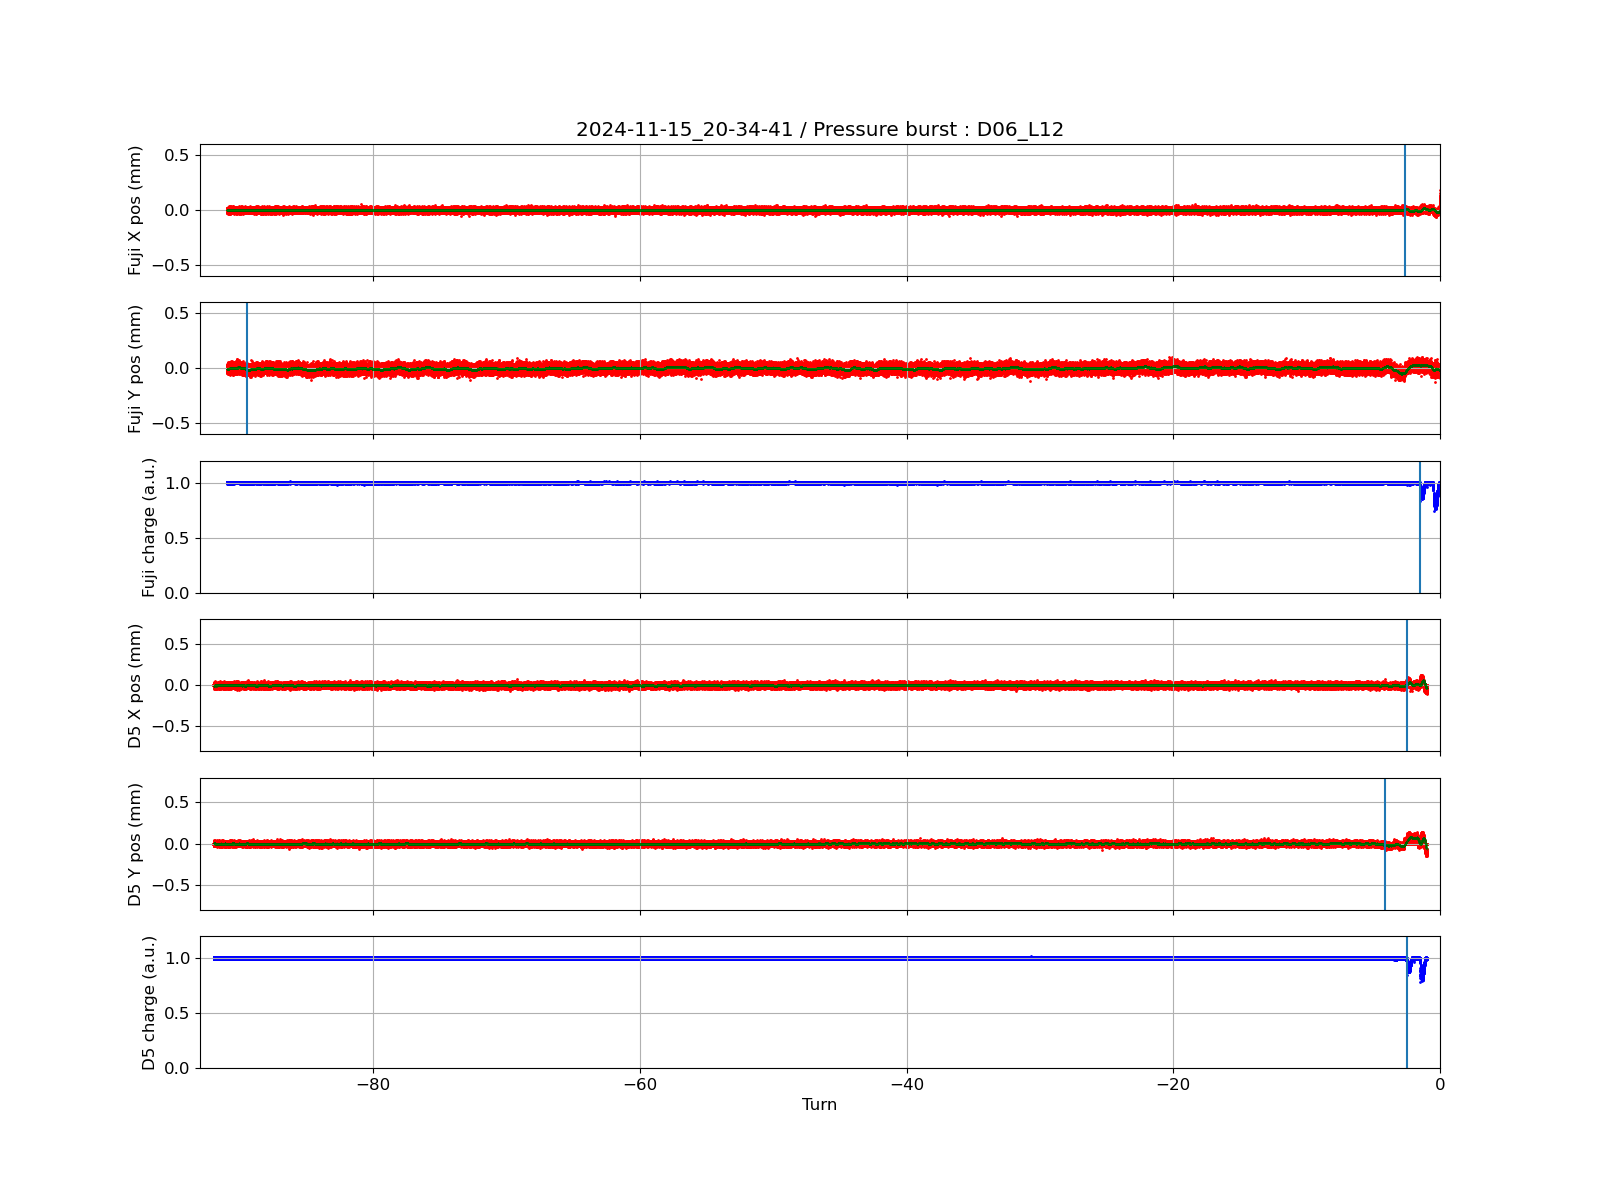 2024-11-15_20-34-41 / Pressure burst : D06_L12
Fuji X pos (mm)
0.5
0.0
−0.5
Fuji Y pos (mm)
0.5
0.0
−0.5
Fuji charge (a.u.)
1.0
0.5
0.0
D5 X pos (mm)
0.5
0.0
−0.5
D5 Y pos (mm)
0.5
0.0
−0.5
D5 charge (a.u.)
1.0
0.5
0.0
−80 −60 −40 −20 0
Turn